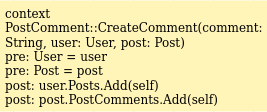 context
PostComment::CreateComment(comment:
String, user: User, post: Post)
pre: User = user
pre: Post = post
post: user.Posts.Add(self)
post: post.PostComments.Add(self)